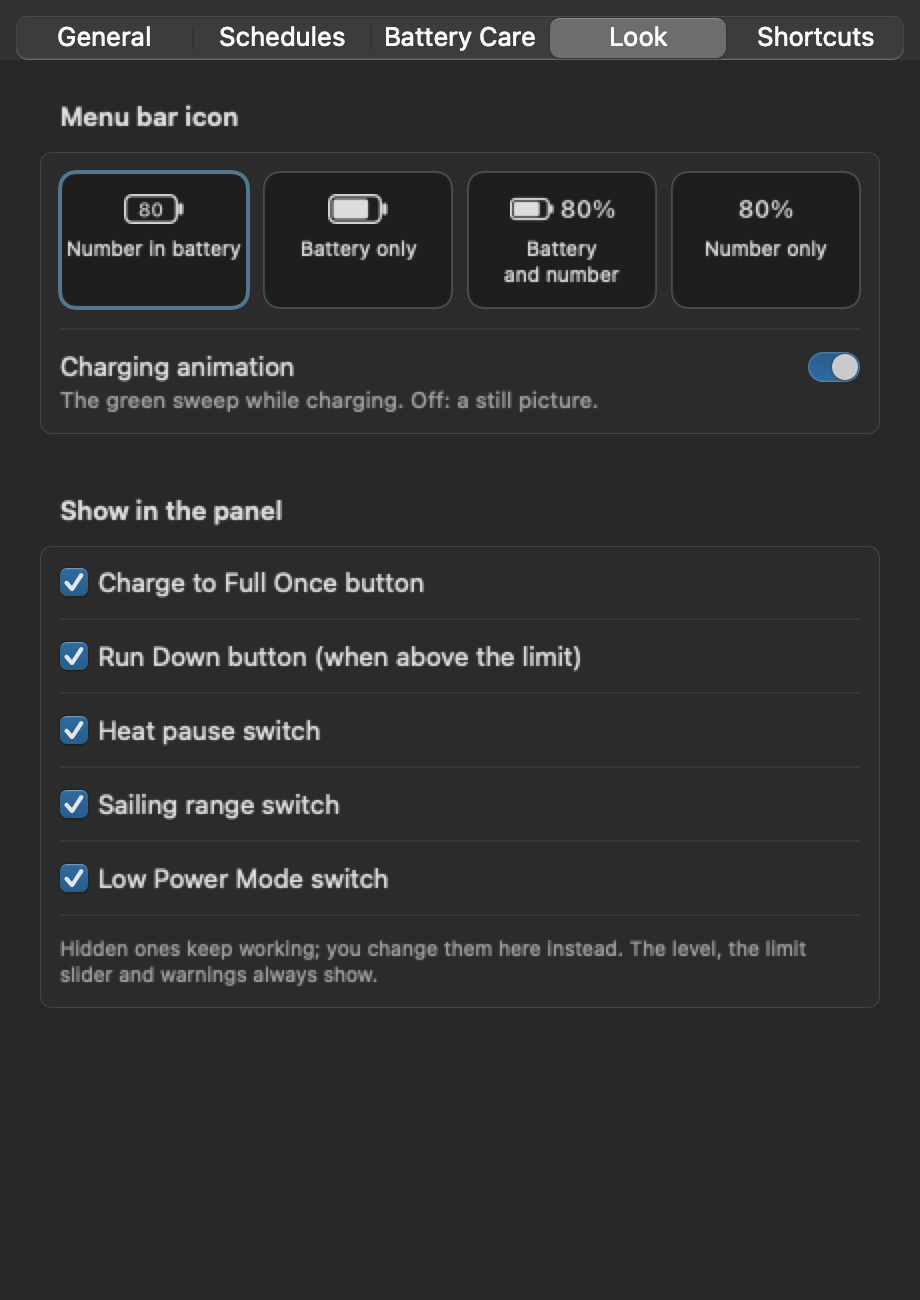 General
Schedules
Battery Care
Look
Shortcuts
Menu bar icon
80
Number in battery
Battery only
80%
Battery
and number
80%
Number only
Charging animation
The green sweep while charging. Off: a still picture.
Show in the panel
Charge to Full Once button
Run Down button (when above the limit)
Heat pause switch
Sailing range switch
Low Power Mode switch
Hidden ones keep working; you change them here instead. The level, the limit
slider and warnings always show.